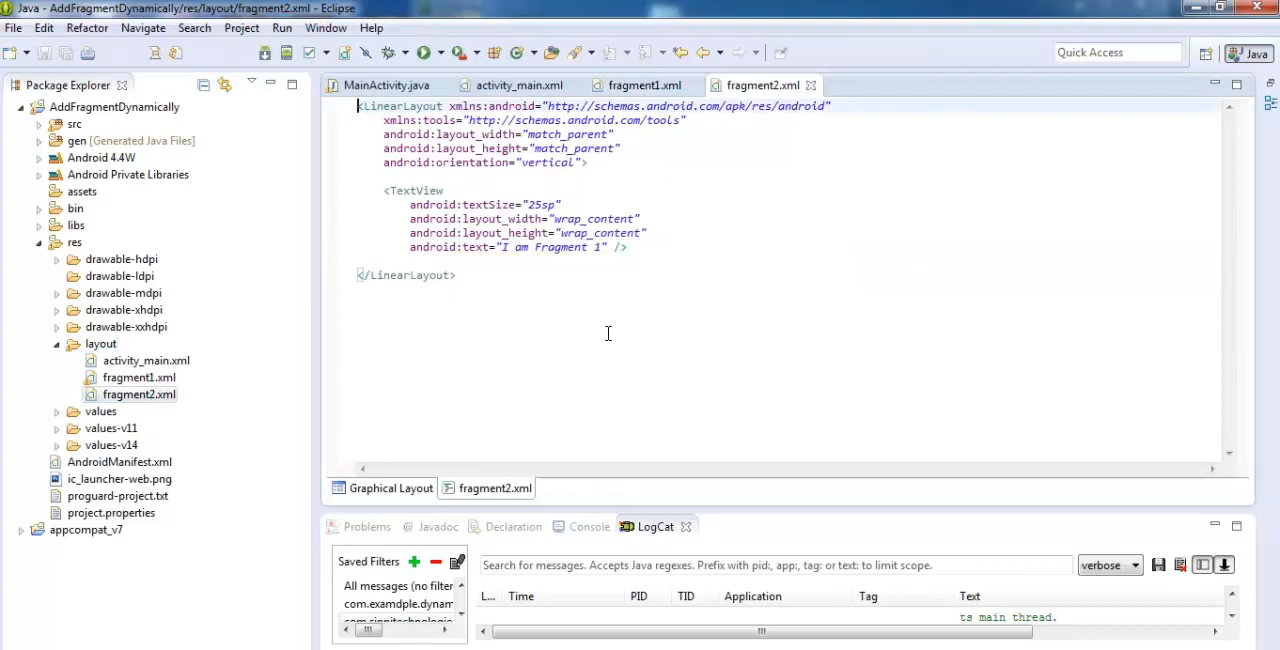 Java - AddFragmentDynamically/res/layout/fragment2.xml - Eclipse
File Edit Refactor Navigate Search Project Run Window Help
Quick Access
Java
Package Explorer
AddFragmentDynamically
src
gen [Generated Java Files]
Android 4.4W
Android Private Libraries
assets
bin
libs
res
drawable-hdpi
drawable-ldpi
drawable-mdpi
drawable-xhdpi
drawable-xxhdpi
layout
activity_main.xml
fragment1.xml
fragment2.xml
values
values-v11
values-v14
AndroidManifest.xml
ic_launcher-web.png
proguard-project.txt
project.properties
appcompat_v7
MainActivity.java activity_main.xml fragment1.xml fragment2.xml
<LinearLayout xmlns:android="http://schemas.android.com/apk/res/android"
xmlns:tools="http://schemas.android.com/tools"
android:layout_width="match_parent"
android:layout_height="match_parent"
android:orientation="vertical">
<TextView
android:textSize="25sp"
android:layout_width="wrap_content"
android:layout_height="wrap_content"
android:text="I am Fragment 1" />
</LinearLayout>
Graphical Layout fragment2.xml
Problems @ Javadoc Declaration Console LogCat
Saved Filters
All messages (no filter
com.examdple.dynam
Search for messages. Accepts Java regexes. Prefix with pid:, app:, tag: or text: to limit scope.
verbose
L... Time PID TID Application Tag Text
ts main thread.